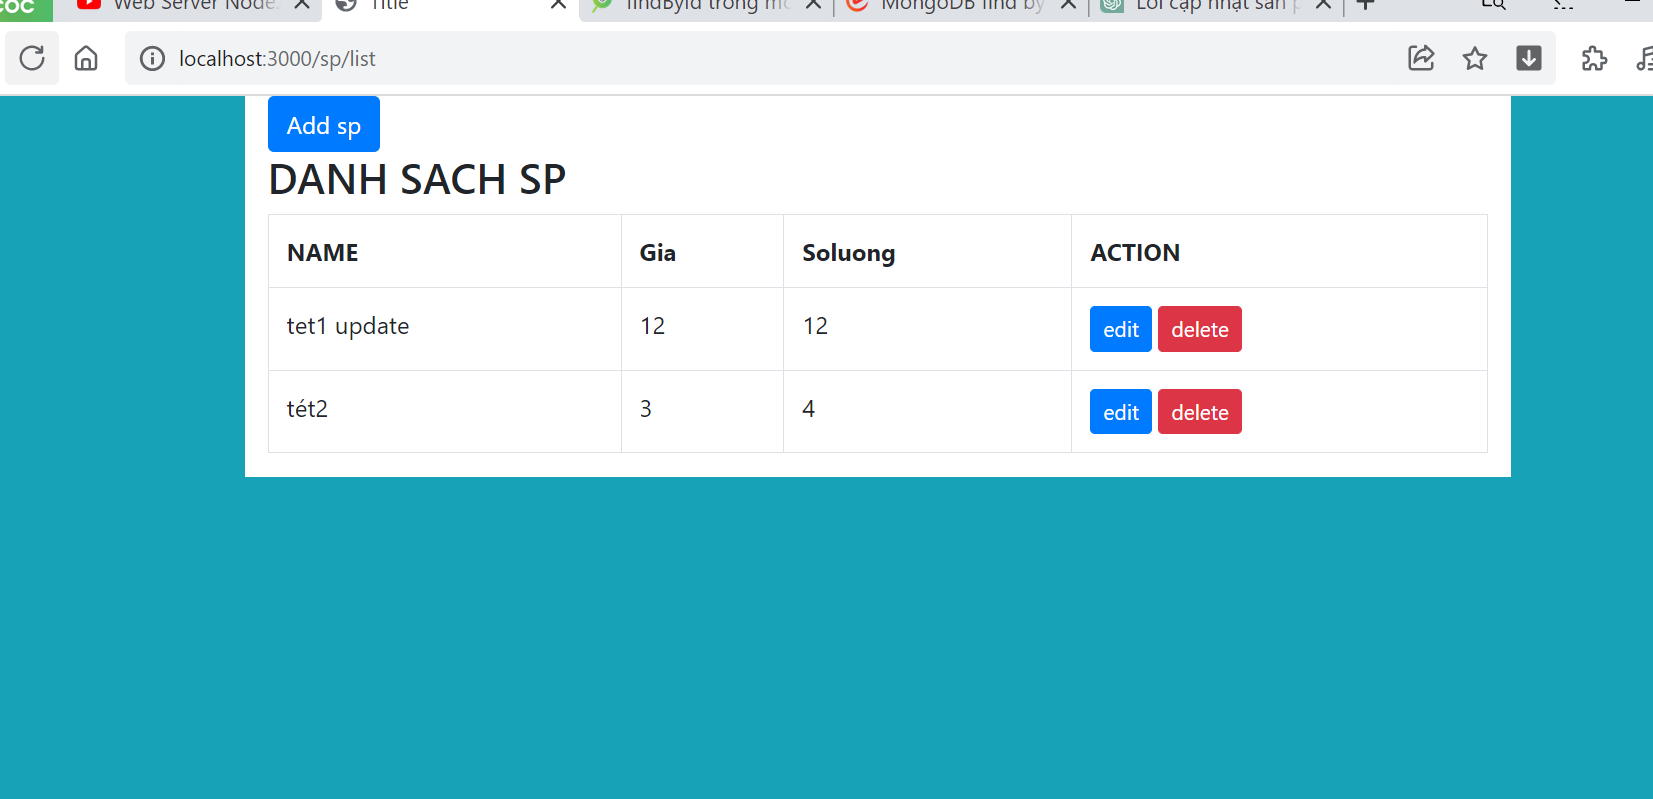 Web Server Node
Title
findById trong mo
MongoDB find by
Lỗi cập nhật sản p
localhost:3000/sp/list
Add sp
DANH SACH SP
NAME Gia Soluong ACTION
tet1 update 12 12 edit delete
tét2 3 4 edit delete